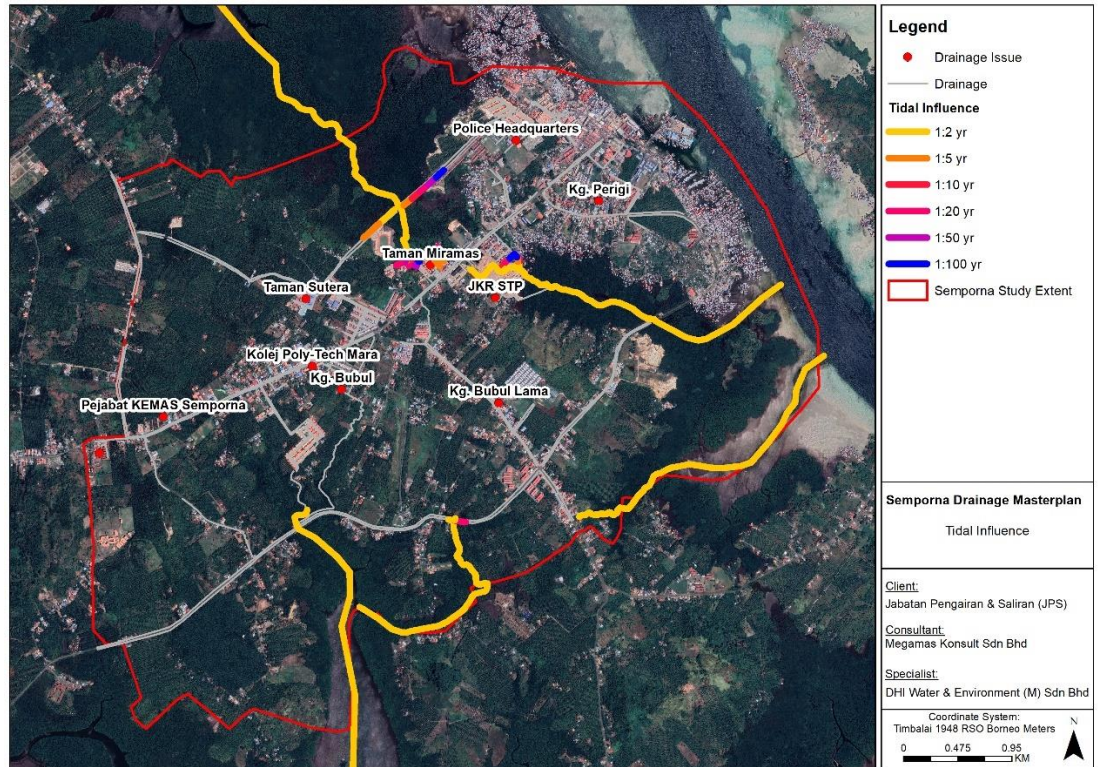 Police Headquarters
Kg. Perigi
Taman Miramas
Taman Sutera
JKR STP
Kolej Poly-Tech Mara
Kg. Bubul
Kg. Bubul Lama
Pejabat KEMAS Semporna
Legend
Drainage Issue
Drainage
Tidal Influence
1:2 yr
1:5 yr
1:10 yr
1:20 yr
1:50 yr
1:100 yr
Semporna Study Extent
Semporna Drainage Masterplan
Tidal Influence
Client:
Jabatan Pengairan & Saliran (JPS)
Consultant:
Megamas Konsult Sdn Bhd
Specialist:
DHI Water & Environment (M) Sdn Bhd
Coordinate System:
Timbalai 1948 RSO Borneo Meters
0 0.475 0.95
KM
N